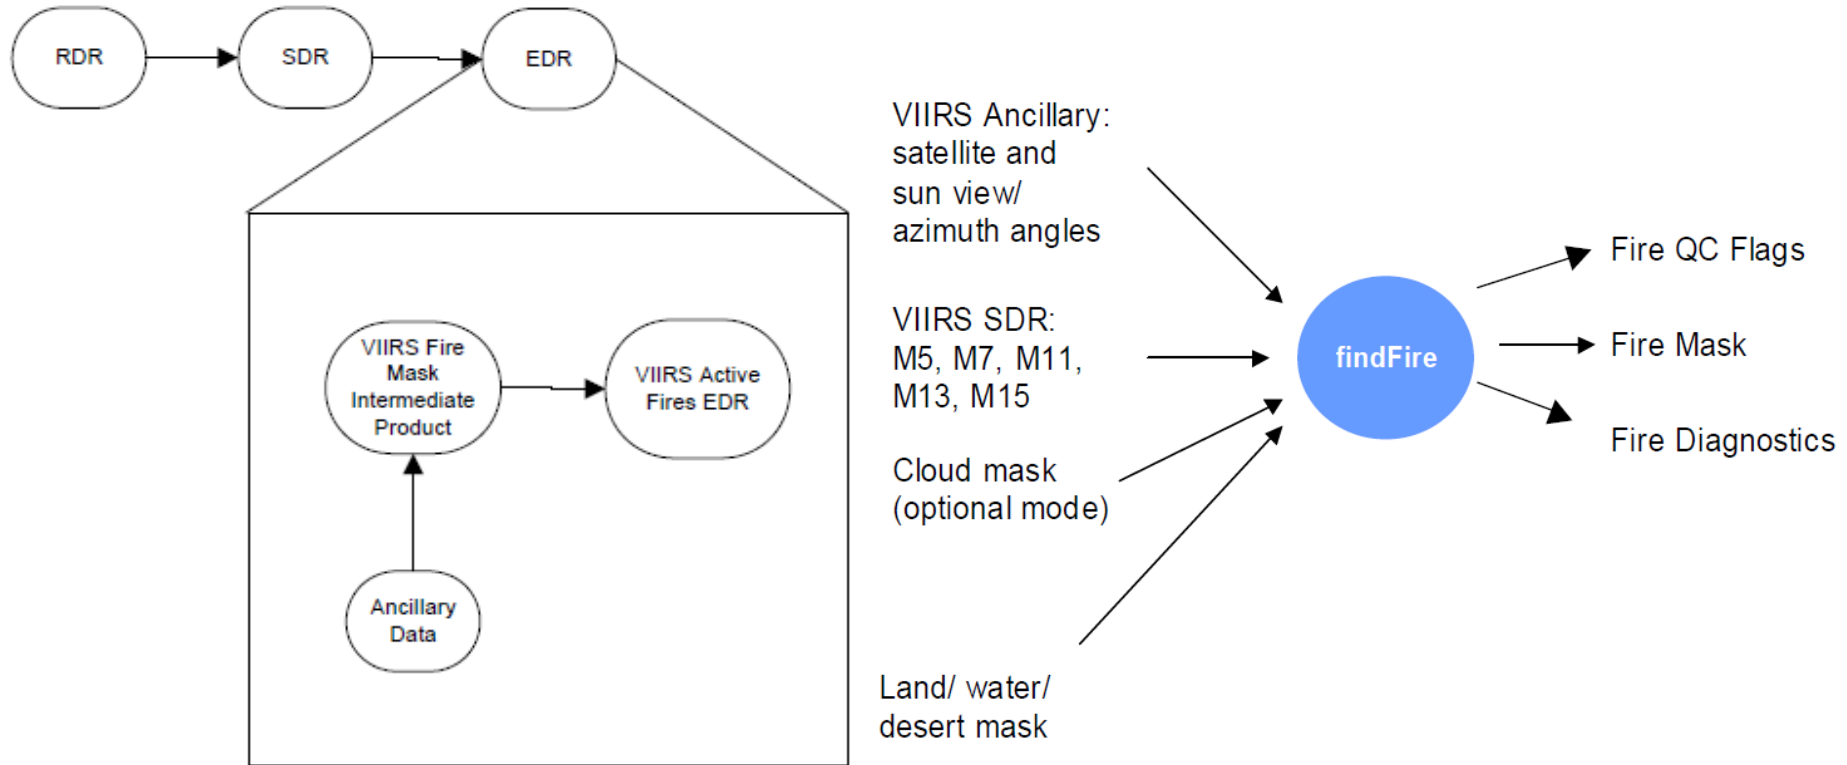 RDR
SDR
EDR
VIIRS Fire
Mask
Intermediate
Product
VIIRS Active
Fires EDR
Ancillary
Data
VIIRS Ancillary:
satellite and
sun view/
azimuth angles
VIIRS SDR:
M5, M7, M11,
M13, M15
Cloud mask
(optional mode)
Land/ water/
desert mask
findFire
Fire QC Flags
Fire Mask
Fire Diagnostics